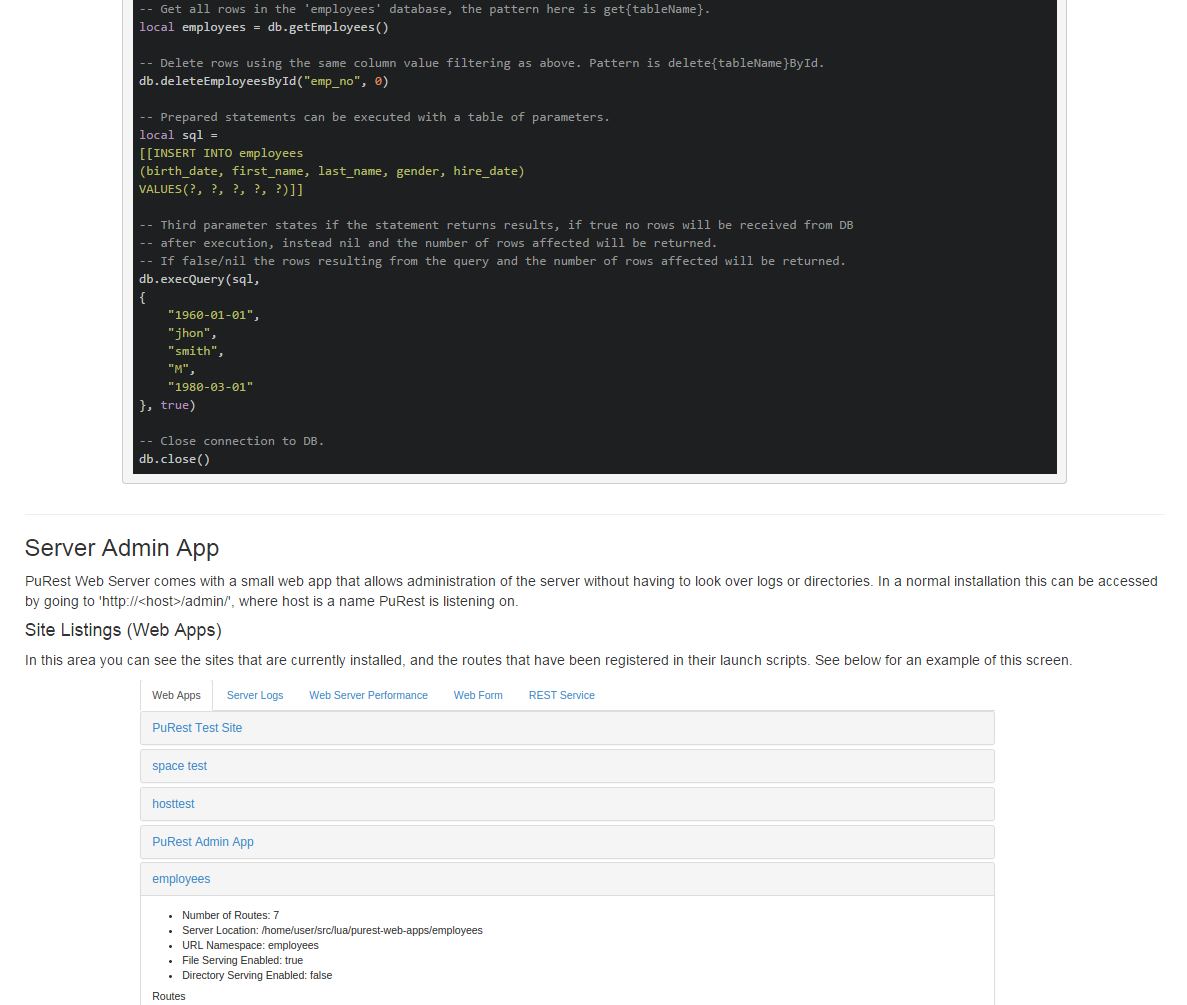 -- Get all rows in the 'employees' database, the pattern here is get{tableName}.
local employees = db.getEmployees()
-- Delete rows using the same column value filtering as above. Pattern is delete{tableName}ById.
db.deleteEmployeesById("emp_no", 0)
-- Prepared statements can be executed with a table of parameters.
local sql =
[[INSERT INTO employees
(birth_date, first_name, last_name, gender, hire_date)
VALUES(?, ?, ?, ?, ?)]]
-- Third parameter states if the statement returns results, if true no rows will be received from DB
-- after execution, instead nil and the number of rows affected will be returned.
-- If false/nil the rows resulting from the query and the number of rows affected will be returned.
db.execQuery(sql,
{
"1960-01-01",
"jhon",
"smith",
"M",
"1980-03-01"
}, true)
-- Close connection to DB.
db.close()
Server Admin App
PuRest Web Server comes with a small web app that allows administration of the server without having to look over logs or directories. In a normal installation this can be accessed
by going to 'http://<host>/admin/', where host is a name PuRest is listening on.
Site Listings (Web Apps)
In this area you can see the sites that are currently installed, and the routes that have been registered in their launch scripts. See below for an example of this screen.
Web Apps Server Logs Web Server Performance Web Form REST Service
PuRest Test Site
space test
hosttest
PuRest Admin App
employees
• Number of Routes: 7
• Server Location: /home/user/src/lua/purest-web-apps/employees
• URL Namespace: employees
• File Serving Enabled: true
• Directory Serving Enabled: false
Routes